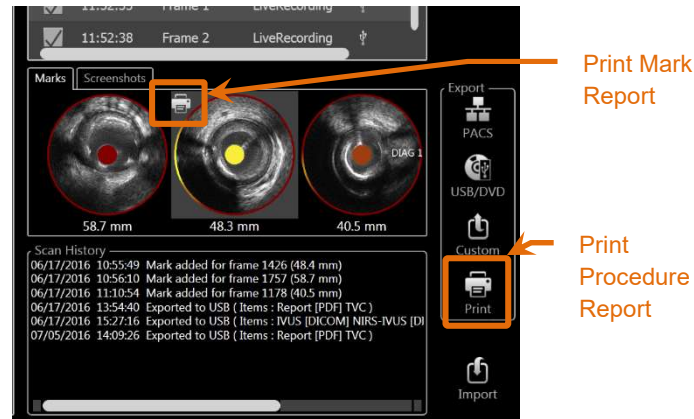 11:52:35 Frame 1 LiveRecording
11:52:38 Frame 2 LiveRecording
Marks Screenshots
DIAG 1
58.7 mm 48.3 mm 40.5 mm
Scan History
06/17/2016 10:55:49 Mark added for frame 1426 (48.4 mm)
06/17/2016 10:56:10 Mark added for frame 1757 (58.7 mm)
06/17/2016 11:10:54 Mark added for frame 1178 (40.5 mm)
06/17/2016 13:54:40 Exported to USB ( Items : Report [PDF] TVC )
06/17/2016 15:27:16 Exported to USB ( Items : IVUS [DICOM] NIRS-IVUS [DI
07/05/2016 14:09:26 Exported to USB ( Items : Report [PDF] TVC )
Export
PACS
USB/DVD
Custom
Print
Import
Print Mark
Report
Print
Procedure
Report